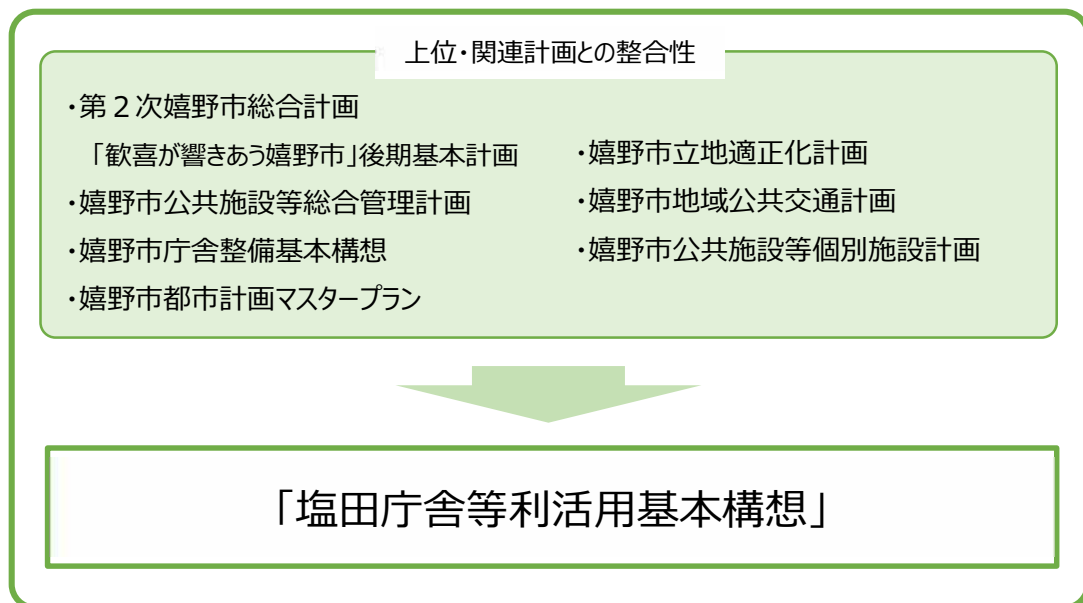 上位・関連計画との整合性
・第２次嬉野市総合計画
「歓喜が響きあう嬉野市」後期基本計画
・嬉野市公共施設等総合管理計画
・嬉野市庁舎整備基本構想
・嬉野市都市計画マスタープラン
・嬉野市立地適正化計画
・嬉野市地域公共交通計画
・嬉野市公共施設等個別施設計画
「塩田庁舎等利活用基本構想」